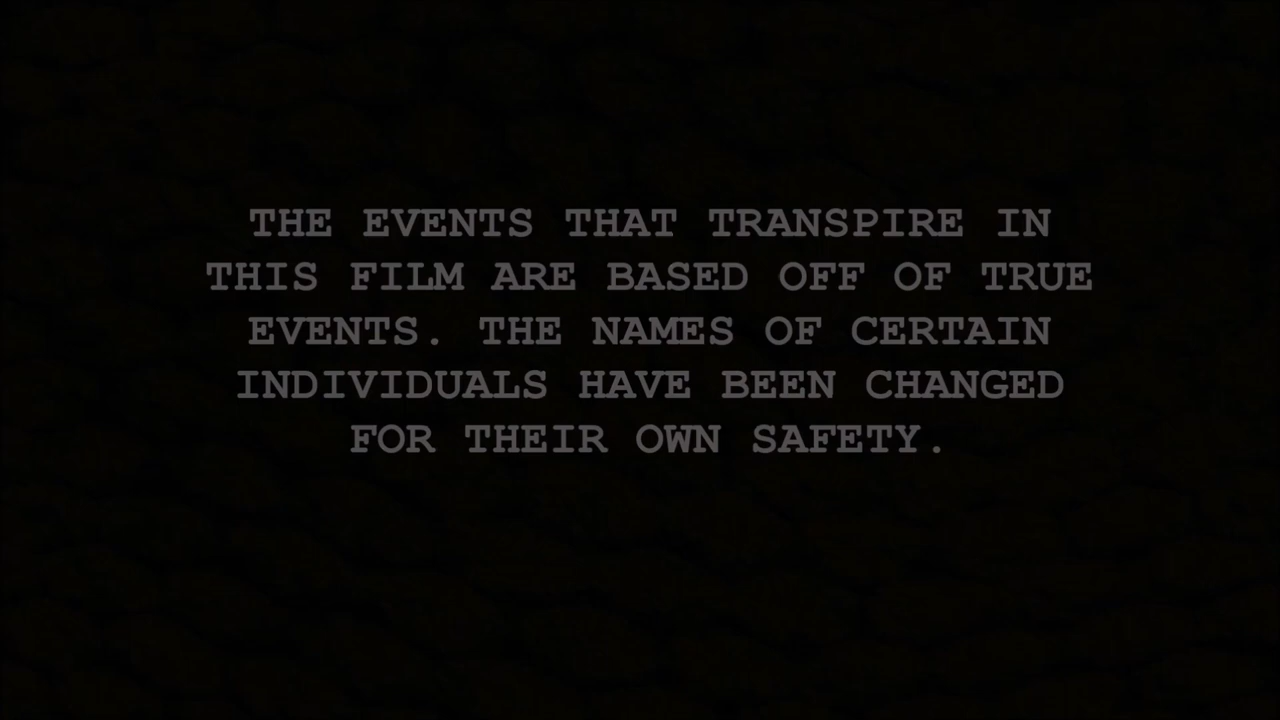 THE EVENTS THAT TRANSPIRE IN
THIS FILM ARE BASED OFF OF TRUE
EVENTS. THE NAMES OF CERTAIN
INDIVIDUALS HAVE BEEN CHANGED
FOR THEIR OWN SAFETY.